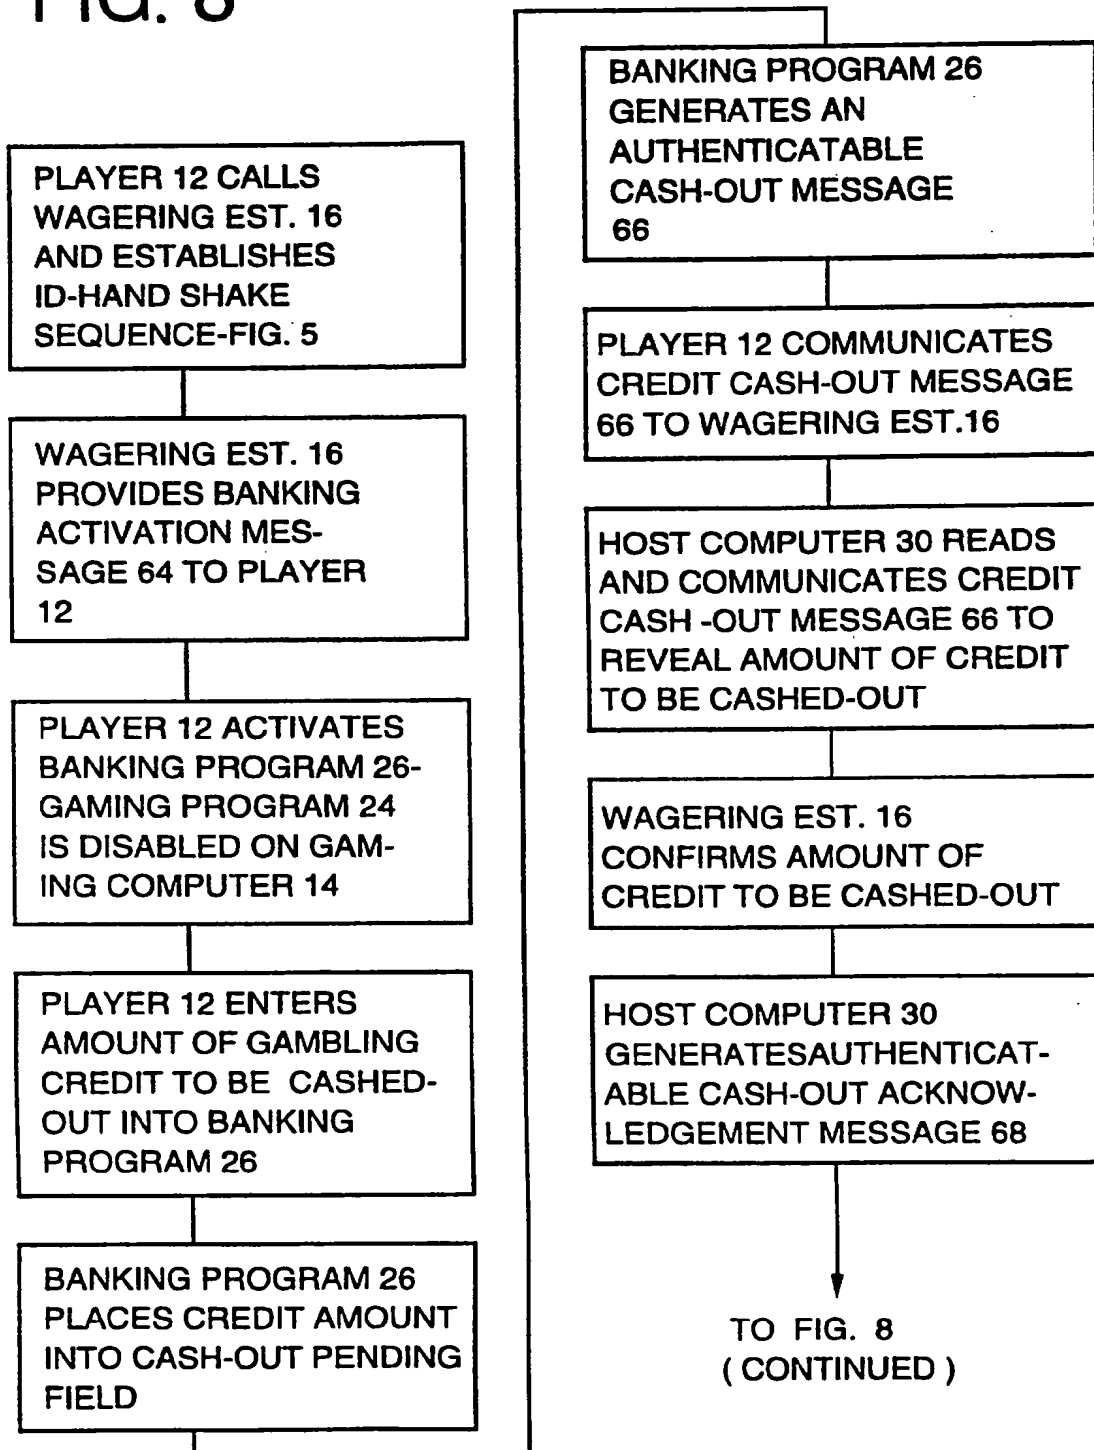 FIG. 8
PLAYER 12 CALLS
WAGERING EST. 16
AND ESTABLISHES
ID-HAND SHAKE
SEQUENCE-FIG. 5
WAGERING EST. 16
PROVIDES BANKING
ACTIVATION MES-
SAGE 64 TO PLAYER
12
PLAYER 12 ACTIVATES
BANKING PROGRAM 26-
GAMING PROGRAM 24
IS DISABLED ON GAM-
ING COMPUTER 14
PLAYER 12 ENTERS
AMOUNT OF GAMBLING
CREDIT TO BE CASHED-
OUT INTO BANKING
PROGRAM 26
BANKING PROGRAM 26
PLACES CREDIT AMOUNT
INTO CASH-OUT PENDING
FIELD
BANKING PROGRAM 26
GENERATES AN
AUTHENTICATABLE
CASH-OUT MESSAGE
66
PLAYER 12 COMMUNICATES
CREDIT CASH-OUT MESSAGE
66 TO WAGERING EST.16
HOST COMPUTER 30 READS
AND COMMUNICATES CREDIT
CASH -OUT MESSAGE 66 TO
REVEAL AMOUNT OF CREDIT
TO BE CASHED-OUT
WAGERING EST. 16
CONFIRMS AMOUNT OF
CREDIT TO BE CASHED-OUT
HOST COMPUTER 30
GENERATESAUTHENTICAT-
ABLE CASH-OUT ACKNOW-
LEDGEMENT MESSAGE 68
TO FIG. 8
( CONTINUED )